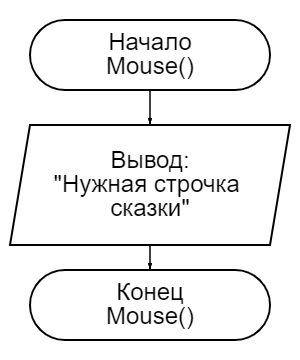 Начало
Mouse()
Вывод:
"Нужная строчка
сказки"
Конец
Mouse()